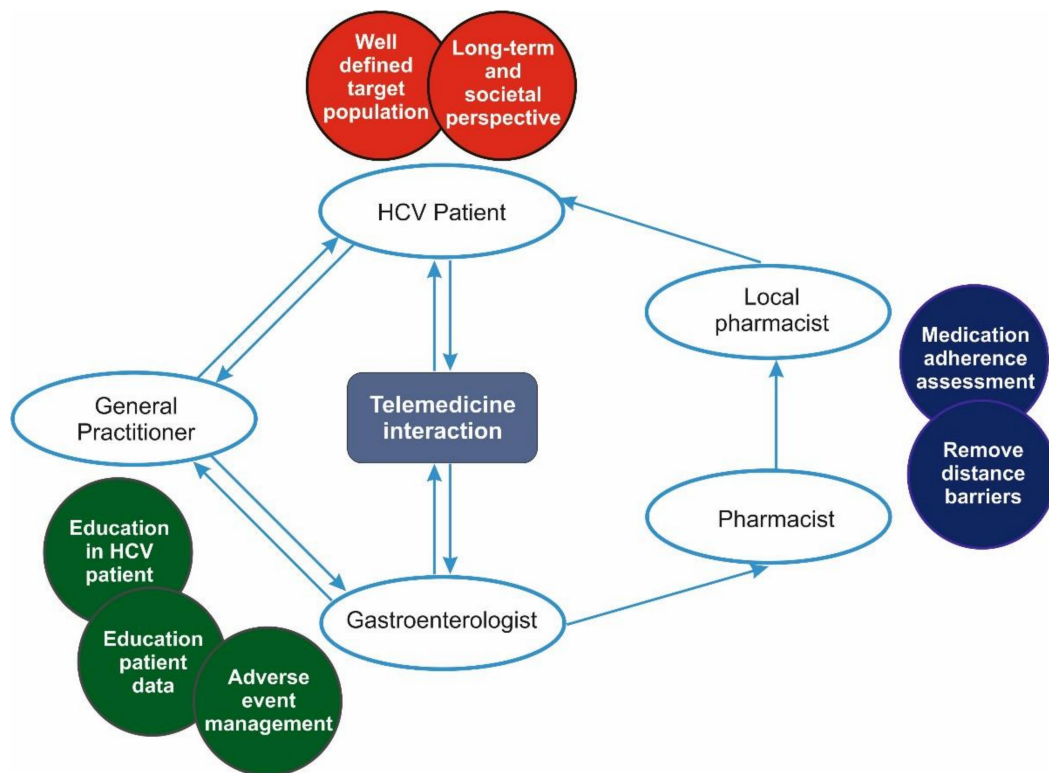 Well
defined
target
population
Long-term
and
societal
perspective
HCV Patient
Local
pharmacist
Medication
adherence
assessment
General
Practitioner
Telemedicine
interaction
Remove
distance
barriers
Pharmacist
Education
in HCV
patient
Gastroenterologist
Education
patient
data
Adverse
event
management